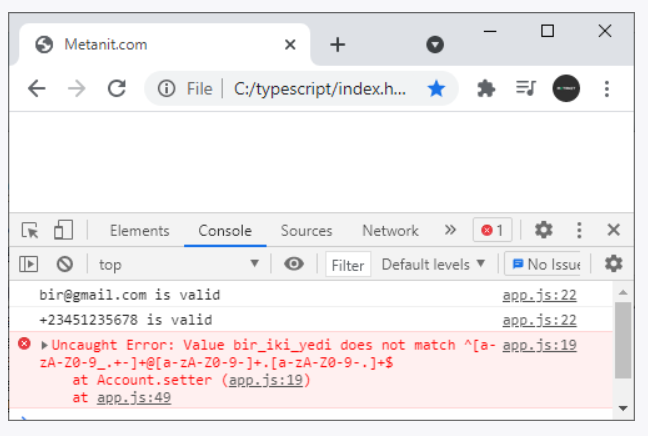 Metanit.com
File C:/typescript/index.h...
Elements Console Sources Network » 1
top Filter Default levels ▼ No Issue
bir@gmail.com is valid app.js:22
+23451235678 is valid app.js:22
▶Uncaught Error: Value bir_iki_yedi does not match ^[a- app.js:19
zA-Z0-9_.+-]+@[a-zA-Z0-9-]+.[a-zA-Z0-9-.]+$
at Account.setter (app.js:19)
at app.js:49